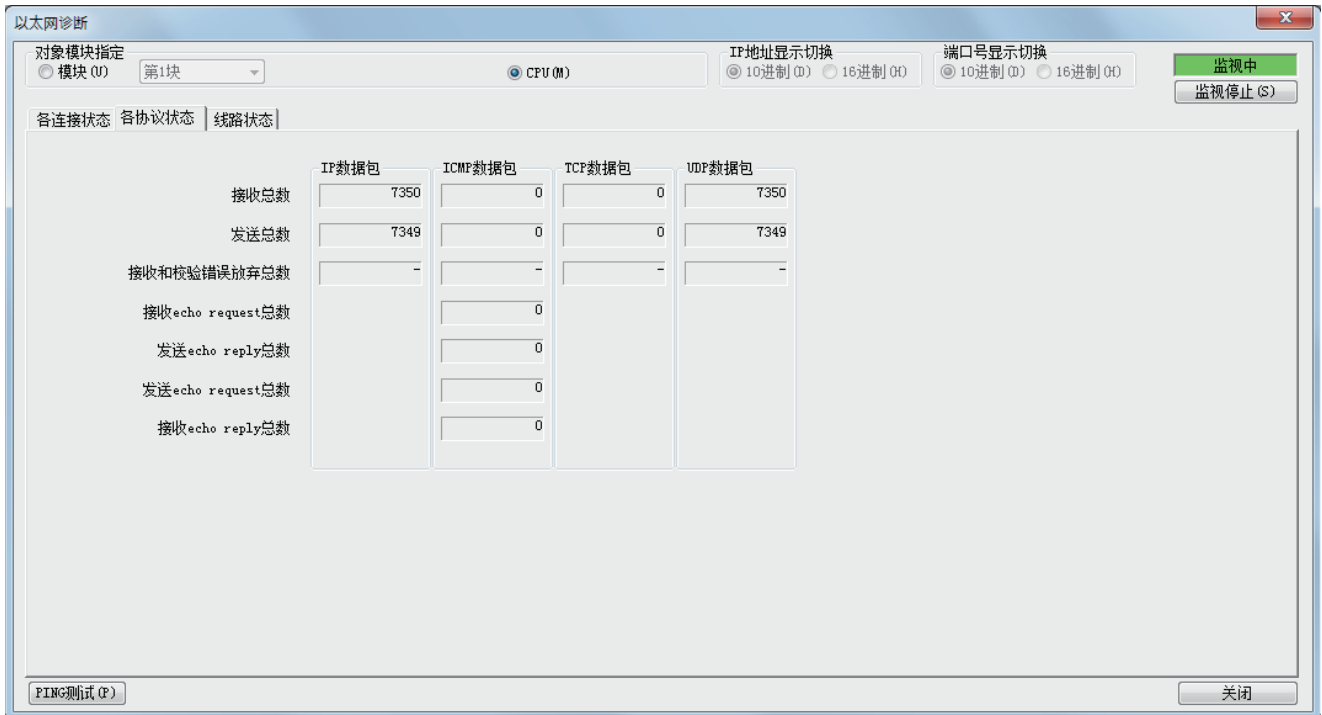 以太网诊断
对象模块指定
模块(U) 第1块 CPU(M)
IP地址显示切换
10进制(D) 16进制(H)
端口号显示切换
10进制(D) 16进制(H)
监视中
监视停止(S)
各连接状态 各协议状态 线路状态
IP数据包 ICMP数据包 TCP数据包 UDP数据包
接收总数 7350 0 0 7350
发送总数 7349 0 0 7349
接收和校验错误放弃总数 - - - -
接收echo request总数 0
发送echo reply总数 0
发送echo request总数 0
接收echo reply总数 0
PING测试(P) 关闭